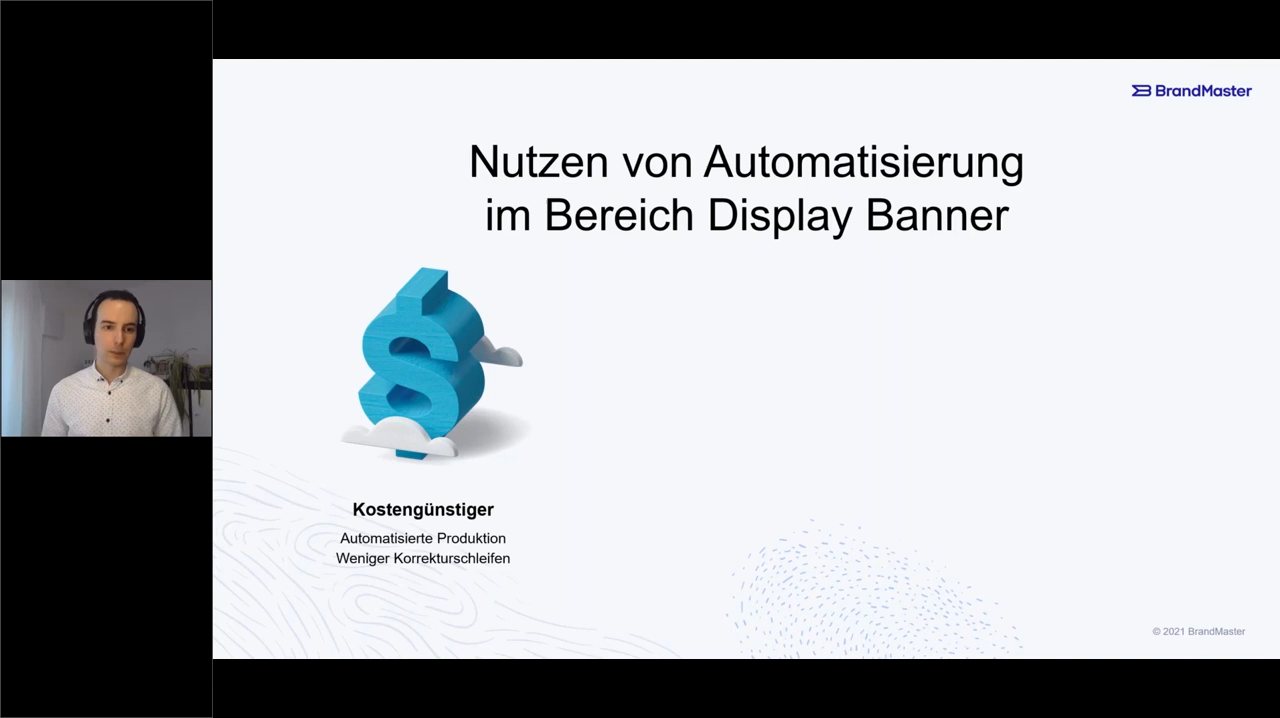 BrandMaster
Nutzen von Automatisierung
im Bereich Display Banner
Kostengünstiger
Automatisierte Produktion
Weniger Korrekturschleifen
© 2021 BrandMaster